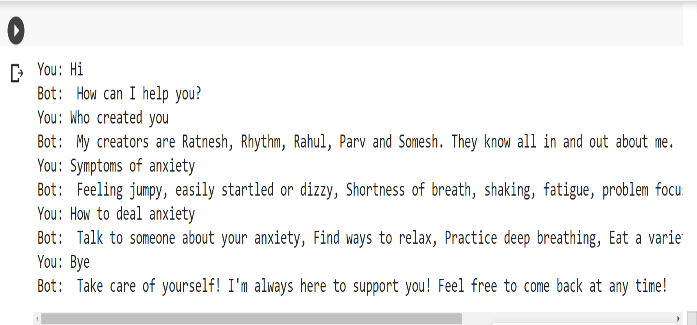 You: Hi
Bot:  How can I help you?
You: Who created you
Bot:  My creators are Ratnesh, Rhythm, Rahul, Parv and Somesh. They know all in and out about me.
You: Symptoms of anxiety
Bot:  Feeling jumpy, easily startled or dizzy, Shortness of breath, shaking, fatigue, problem
You: How to deal anxiety
Bot:  Talk to someone about your anxiety, Find ways to relax, Practice deep breathing, Eat a
You: Bye
Bot:  Take care of yourself! I'm always here to support you! Feel free to come back at any time!